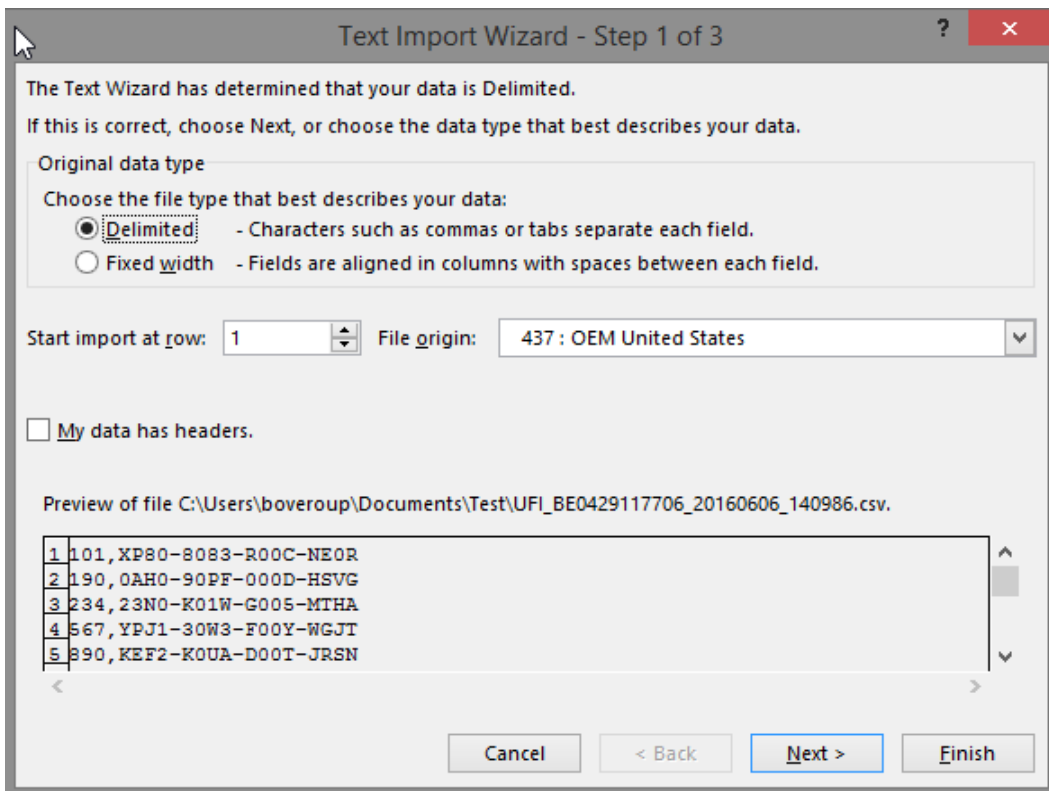 Text Import Wizard - Step 1 of 3
?
The Text Wizard has determined that your data is Delimited.
If this is correct, choose Next, or choose the data type that best describes your data.
Original data type
Choose the file type that best describes your data:
Delimited - Characters such as commas or tabs separate each field.
Fixed width - Fields are aligned in columns with spaces between each field.
Start import at row: 1 File origin: 437 : OEM United States
My data has headers.
Preview of file C:\Users\boveroup\Documents\Test\UFI_BE0429117706_20160606_140986.csv.
1 101,XP80-8083-R00C-NE0R
2 190,0AH0-90PF-000D-HSVG
3 234,23N0-K01W-G005-MTHA
4 567,YPJ1-30W3-F00Y-WGJT
5 890,KEF2-K0UA-D00T-JRSN
Cancel < Back Next > Finish